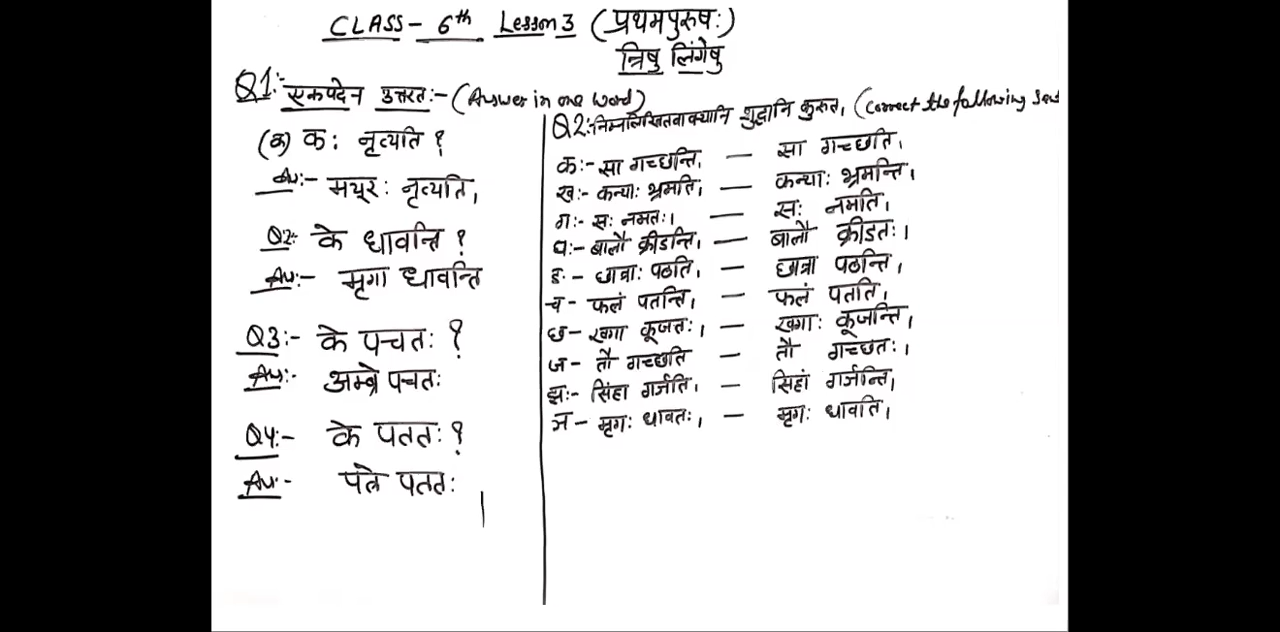 CLASS - 6th Lesson 3 (प्रथमपुरुषः)
त्रिषु लिंगेषु
Q1:- एकपदेन उत्तरत:- (Answer in one word)
(क) क: नृत्यति ?
Ans:- मयूर: नृत्यति,
Q2:- के धावन्ति ?
Ans:- मृगा धावन्ति
Q3:- के पचतः ?
Ans:- अम्बे पचतः
Q4:- के पततः ?
Ans:- पत्रे पततः
Q2:- निम्नलिखितवाक्यानि शुद्धानि कुरुत, (Correct the following Sent
क:- सा गच्छन्ति, — सा गच्छति,
ख:- कन्याः भ्रमति, — कन्याः भ्रमन्ति,
ग:- सः नमतः। — सः नमति,
घ:- बालौ क्रीडन्ति, — बालौ क्रीडतः।
ड:- छात्राः पठति, — छात्रा पठन्ति,
च - फलं पतन्ति, — फलं पतति,
छ - खगा कूजतः, — खगाः कूजन्ति,
ज - तौ गच्छति — तौ गच्छतः।
झ:- सिंहा गर्जति, — सिहां गर्जन्ति,
ञ - मृगः धावतः, — मृगः धावति,